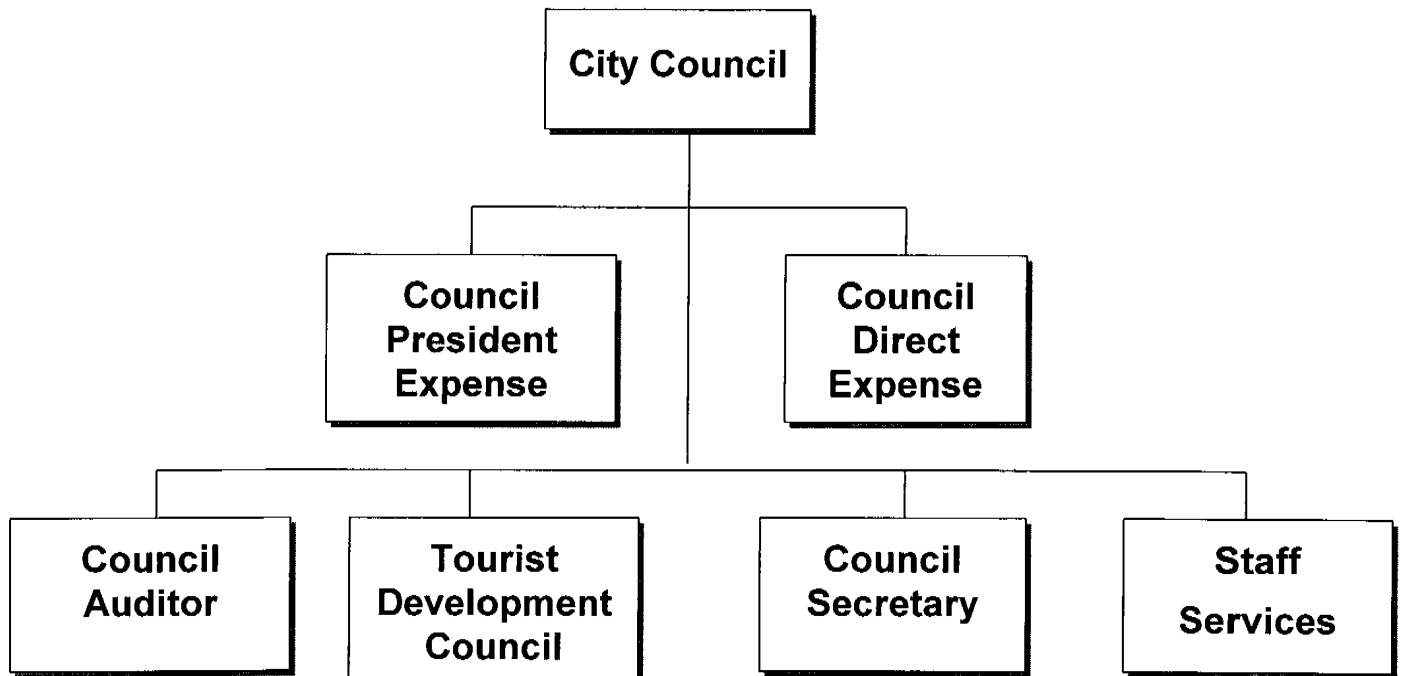 City Council
Council
President
Expense
Council
Direct
Expense
Council
Auditor
Tourist
Development
Council
Council
Secretary
Staff
Services